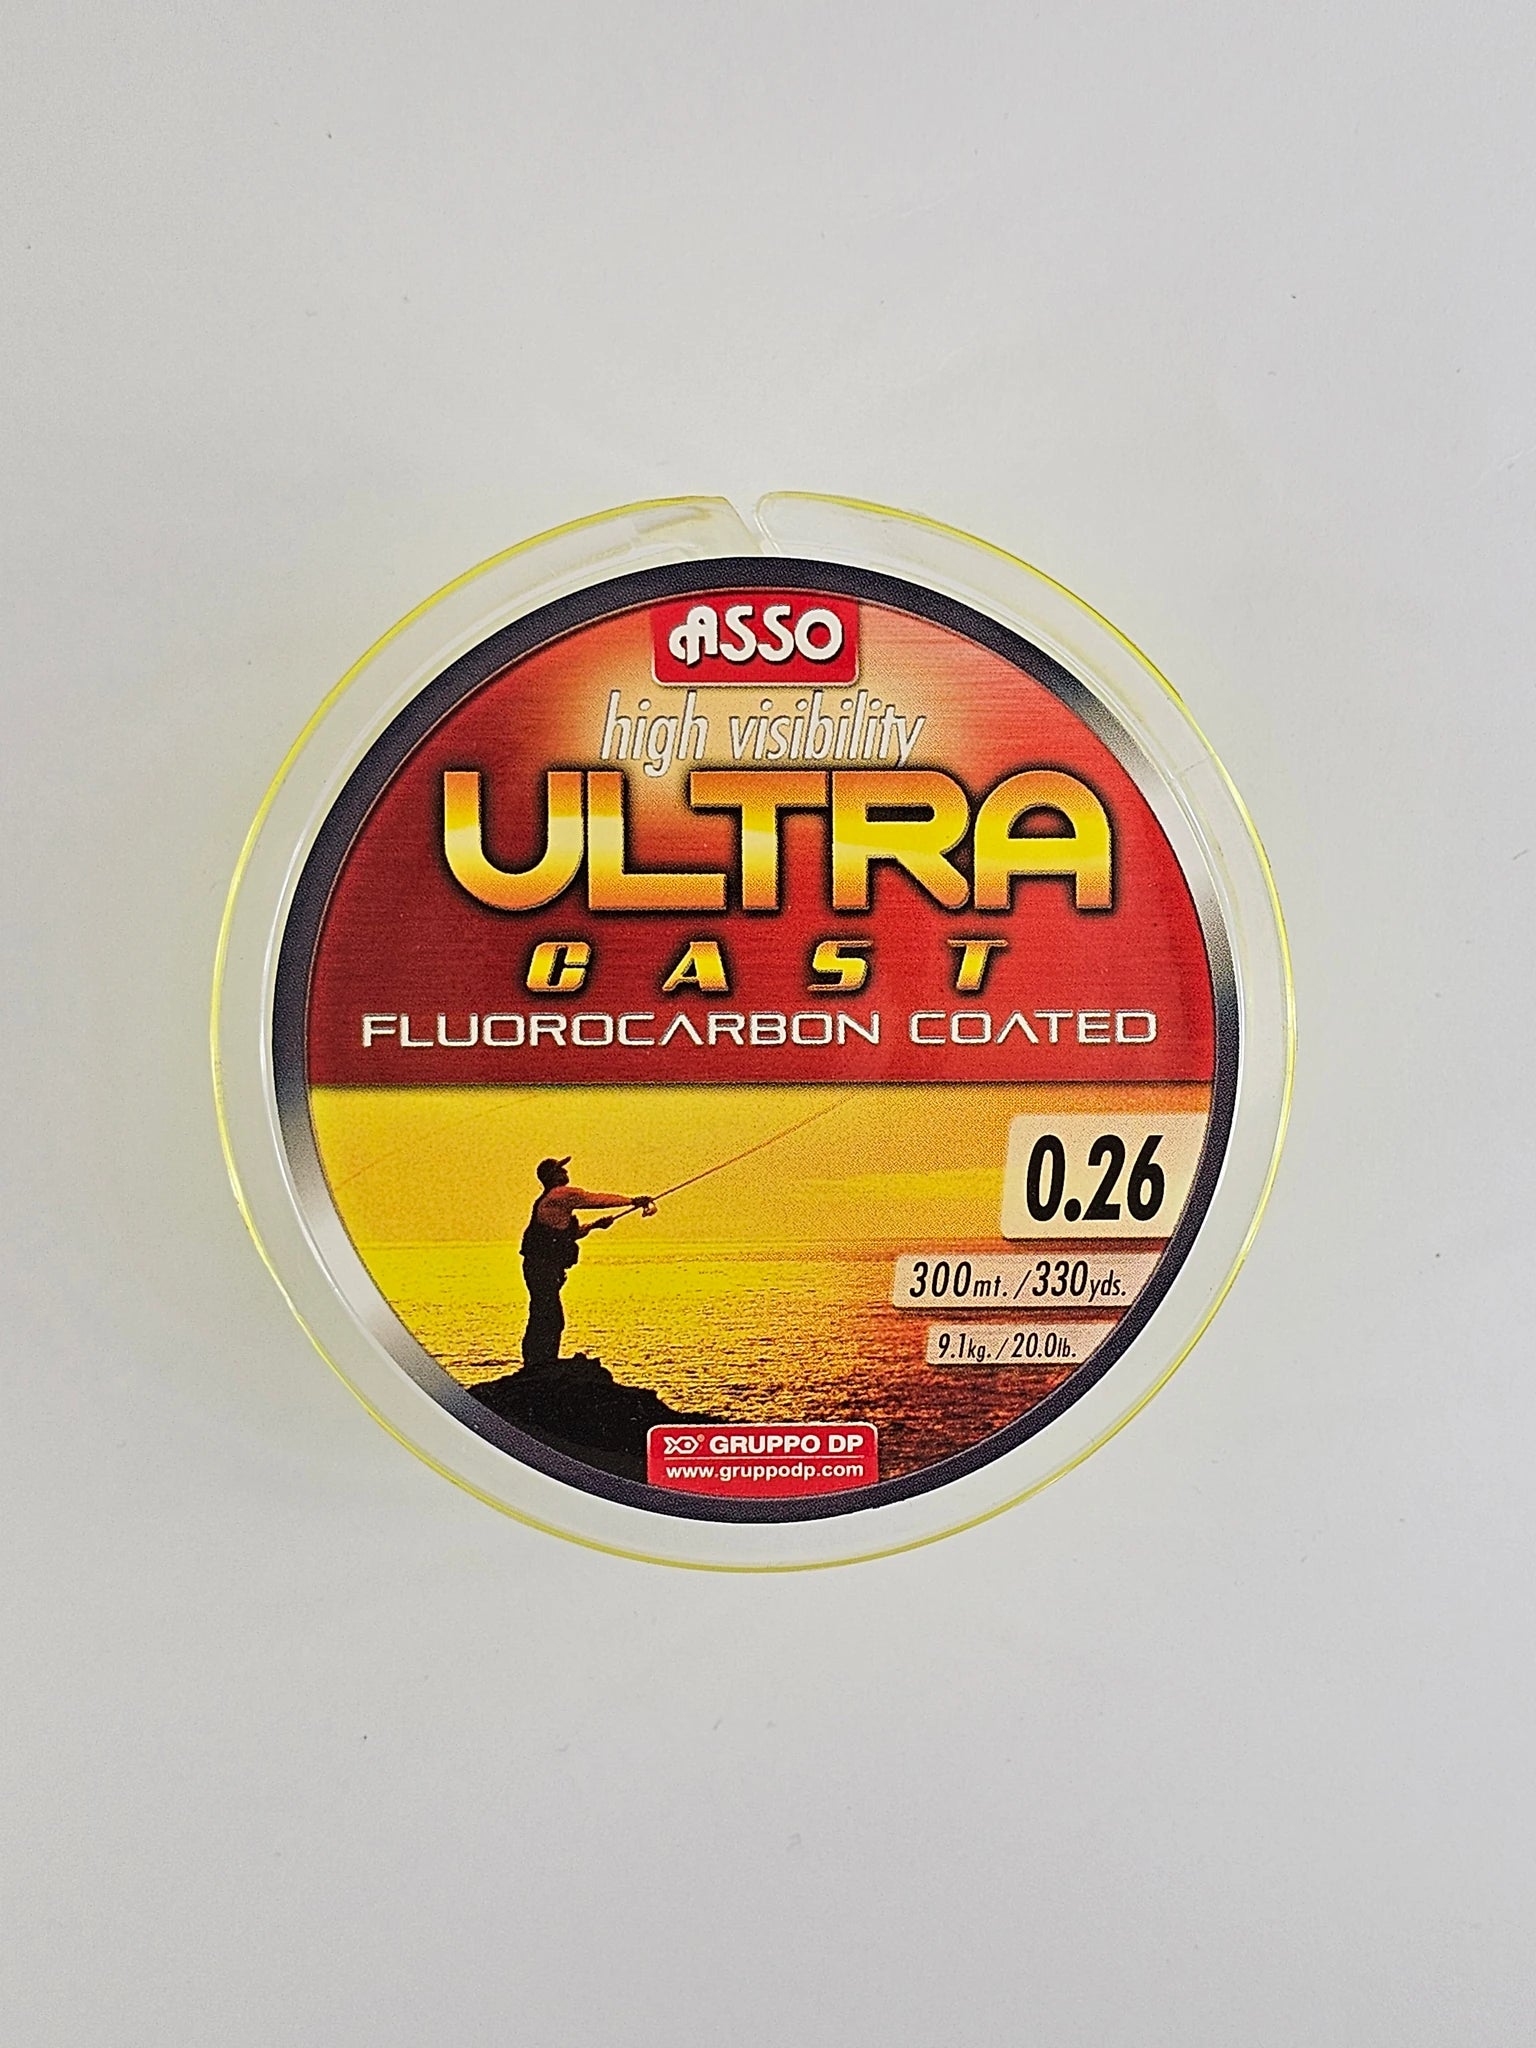 ASSO
high visibility
ULTRA
CAST
FLUOROCARBON COATED
0.26
300mt. / 330yds.
9.1kg. / 20.0lb.
GRUPPO DP
www.gruppodp.com